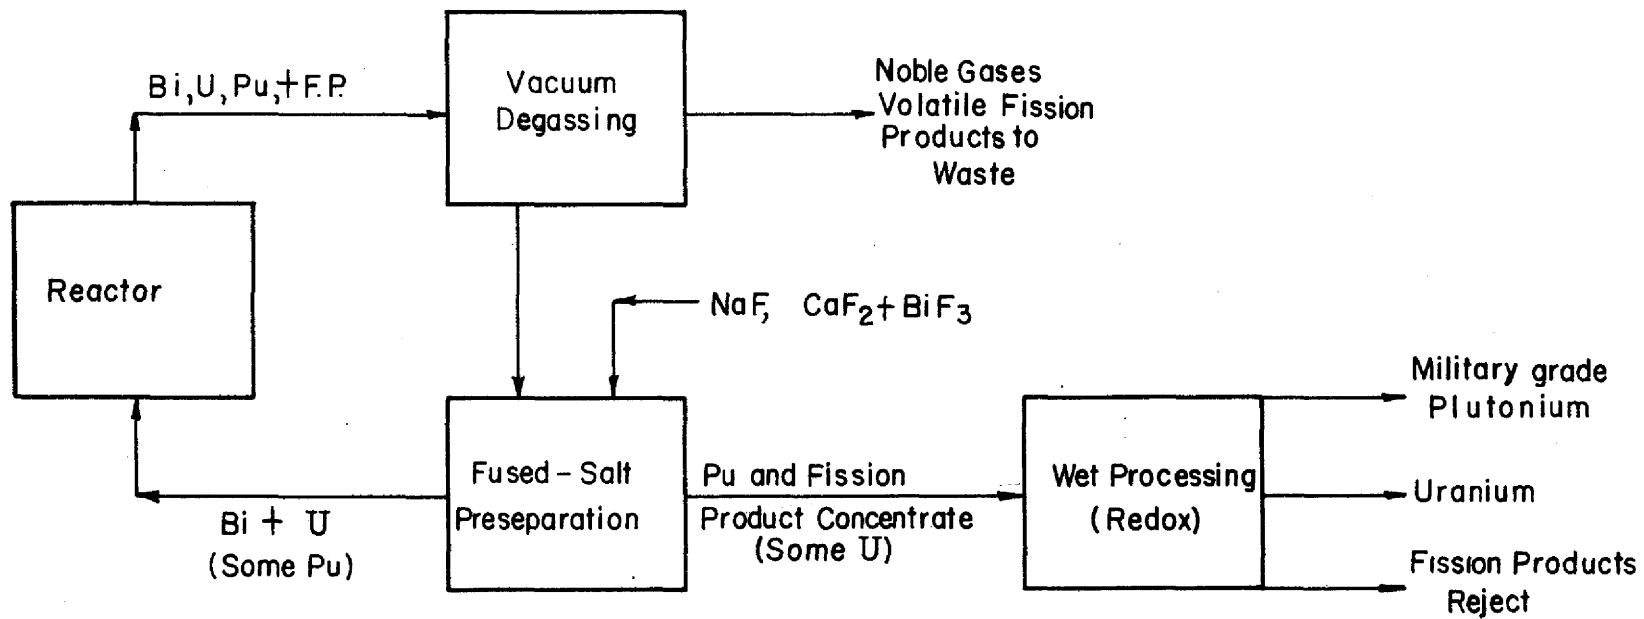 Bi, U, Pu, + F.P.
Vacuum
Degassing
Noble Gases
Volatile Fission
Products to
Waste
Reactor
NaF, CaF₂ + BiF₃
Military grade
Plutonium
Fused - Salt
Preseparation
Pu and Fission
Product Concentrate
(Some U)
Wet Processing
(Redox)
Uranium
Bi + U
(Some Pu)
Fission Products
Reject